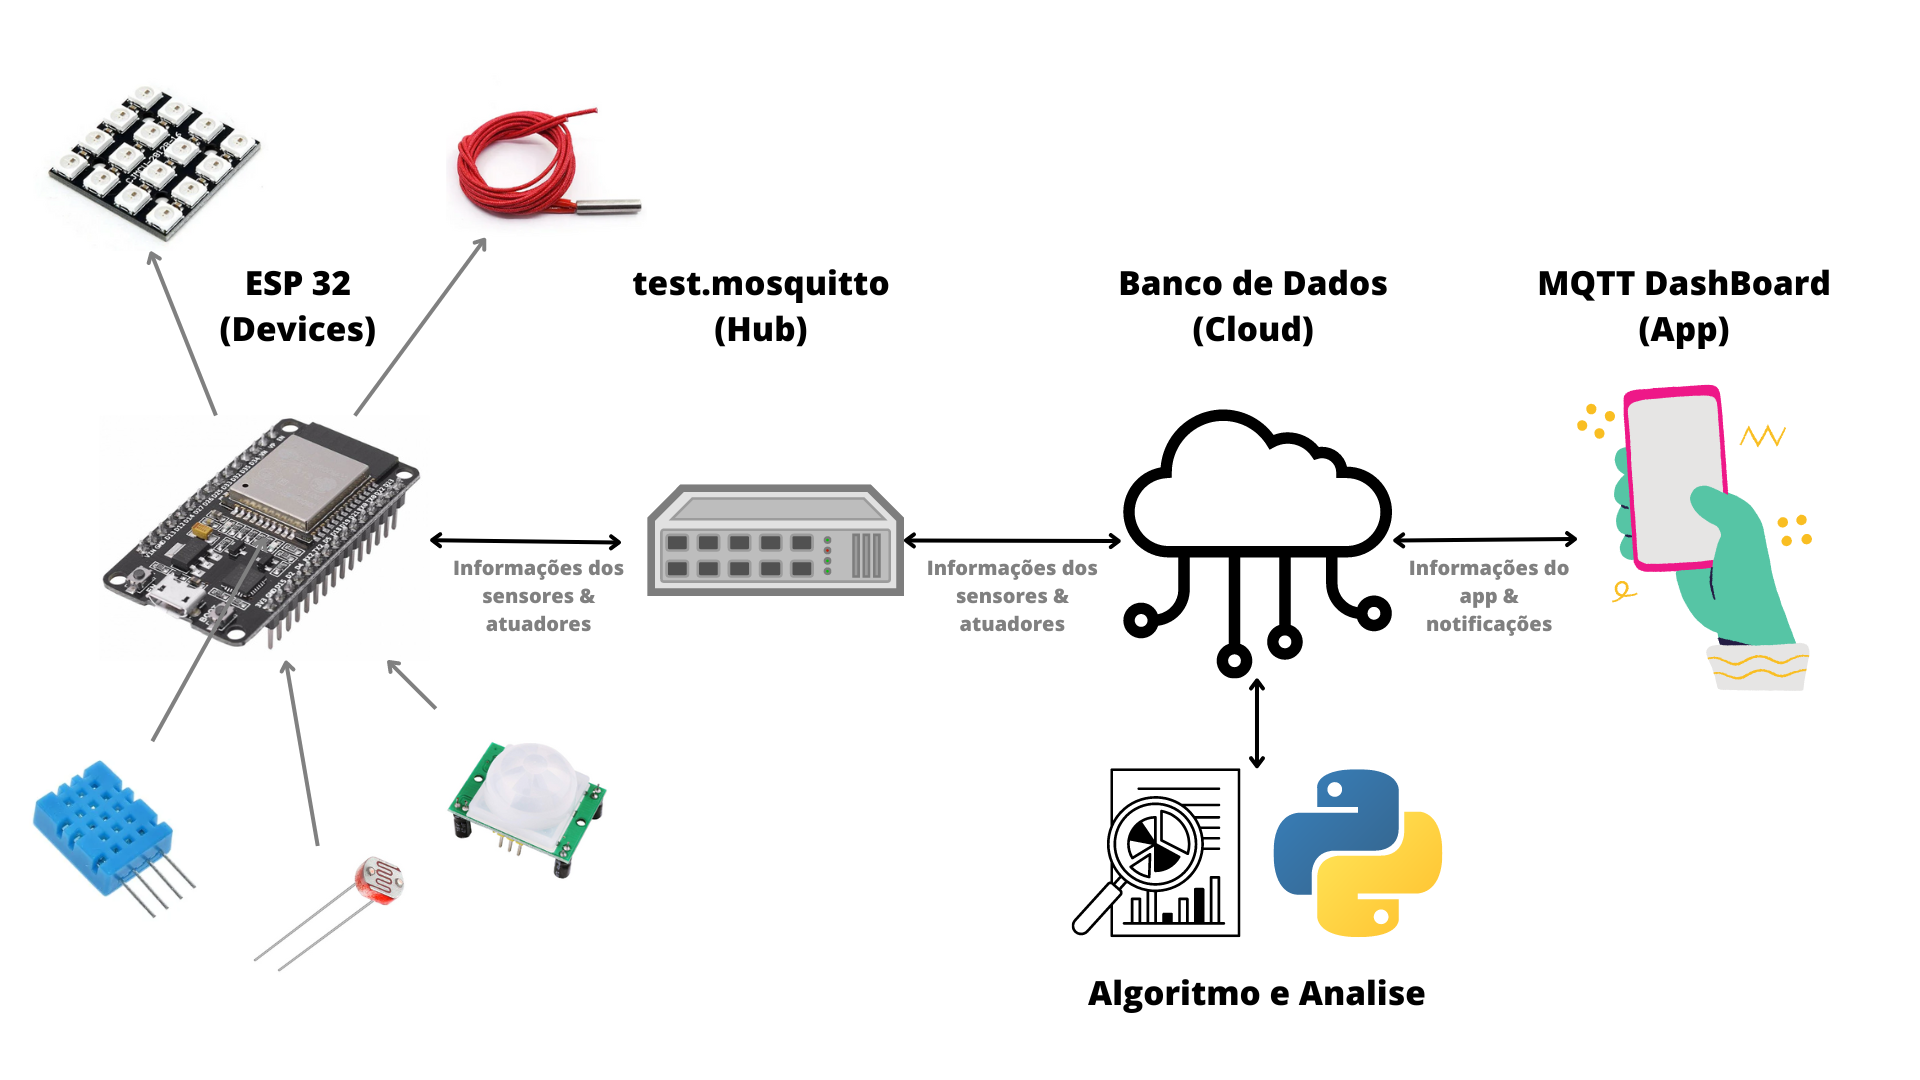 ESP 32
(Devices)
test.mosquitto
(Hub)
Banco de Dados
(Cloud)
MQTT DashBoard
(App)
Informações dos
sensores &
atuadores
Informações dos
sensores &
atuadores
Informações do
app &
notificações
Algoritmo e Analise